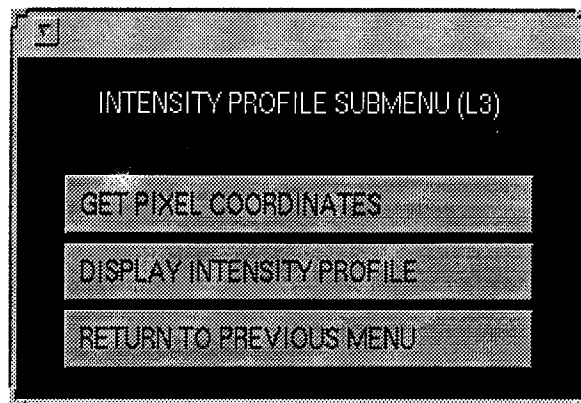 INTENSITY PROFILE SUBMENU (L3)
GET PIXEL COORDINATES
DISPLAY INTENSITY PROFILE
RETURN TO PREVIOUS MENU